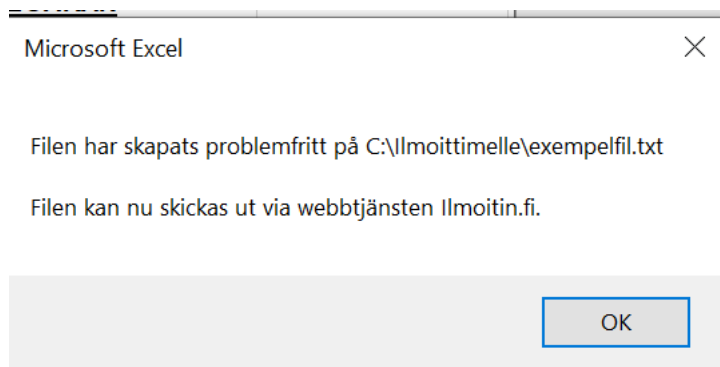 Microsoft Excel
Filen har skapats problemfritt på C:\Ilmoittimelle\exempelfil.txt
Filen kan nu skickas ut via webbtjänsten Ilmoitin.fi.
OK